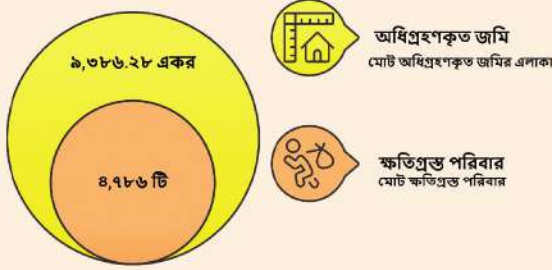 ৯,৩৮৬.২৮ একর
৪,৭৮৬ টি
অধিগ্রহণকৃত জমি
মোট অধিগ্রহণকৃত জমির এলাকা
ক্ষতিগ্রস্ত পরিবার
মোট ক্ষতিগ্রস্ত পরিবার